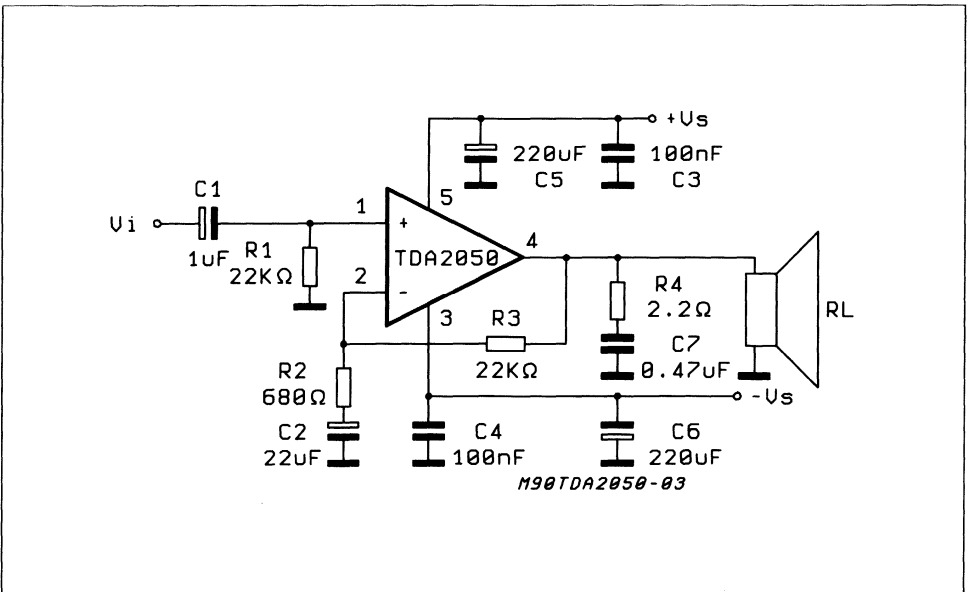 +Vs
220uF
C5
100nF
C3
C1
Vi
1uF
R1
22KΩ
1
+
5
TDA2050
4
2
-
3
R3
22KΩ
R4
2.2Ω
C7
0.47uF
RL
R2
680Ω
C2
22uF
C4
100nF
-Vs
C6
220uF
M90TDA2050-03